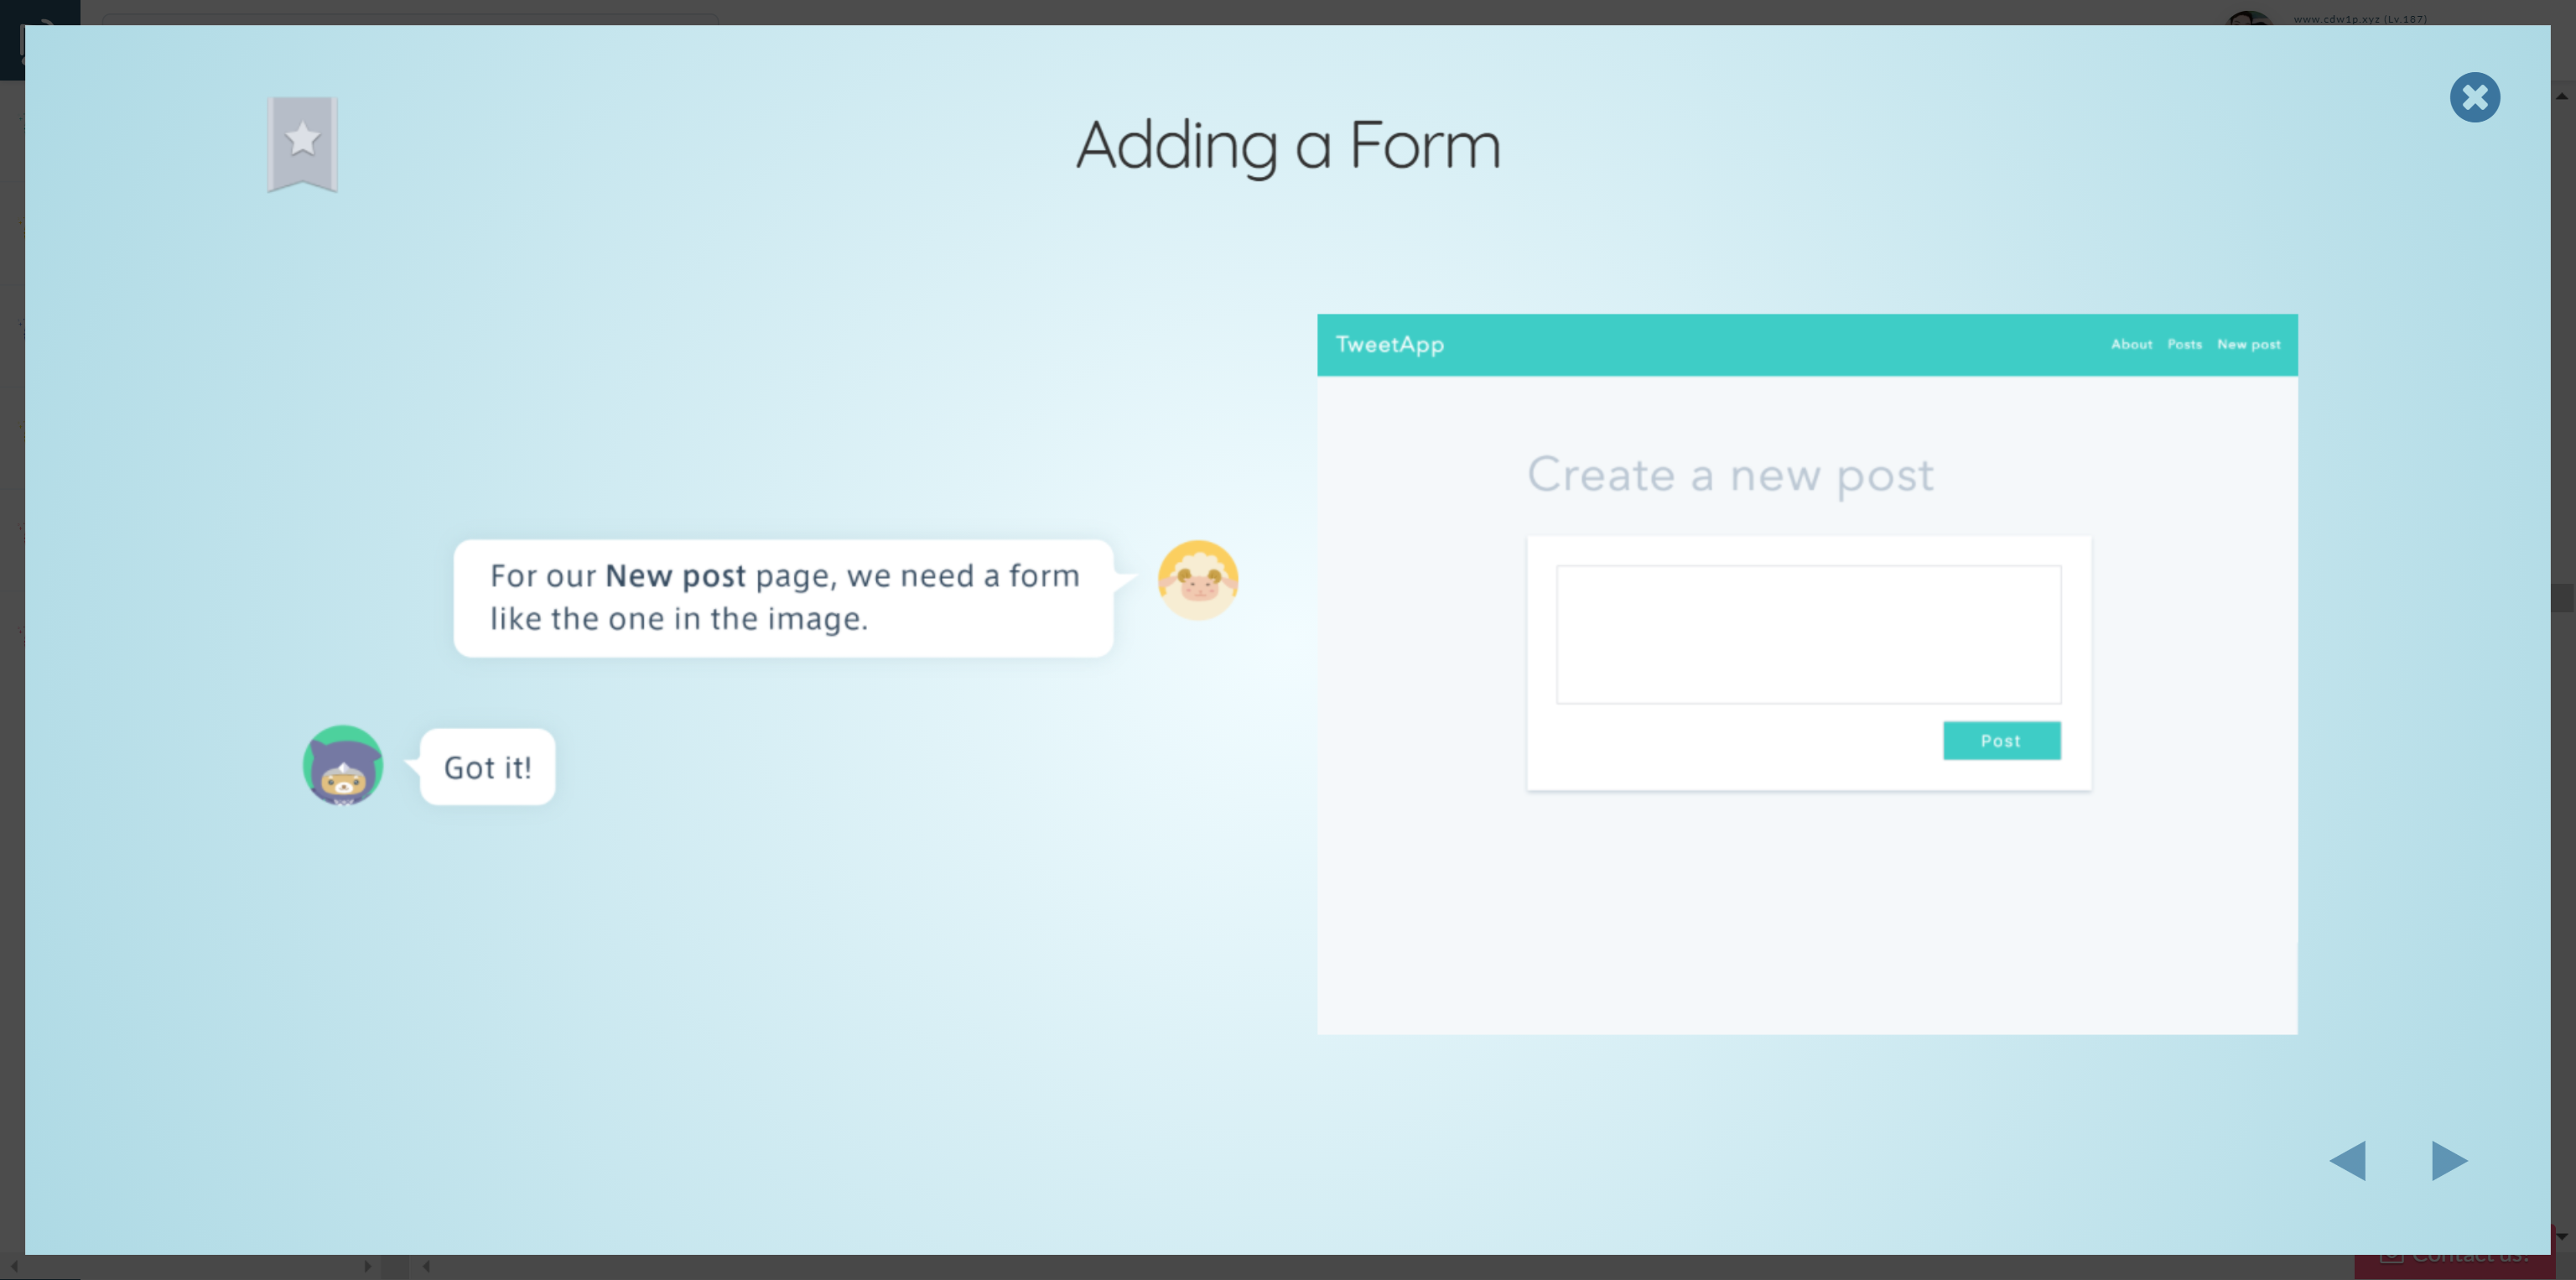 www.cdw1p.xyz (Lv.187)
Adding a Form
TweetApp
About Posts New post
Create a new post
For our New post page, we need a form
like the one in the image.
Post
Got it!
Contact us!